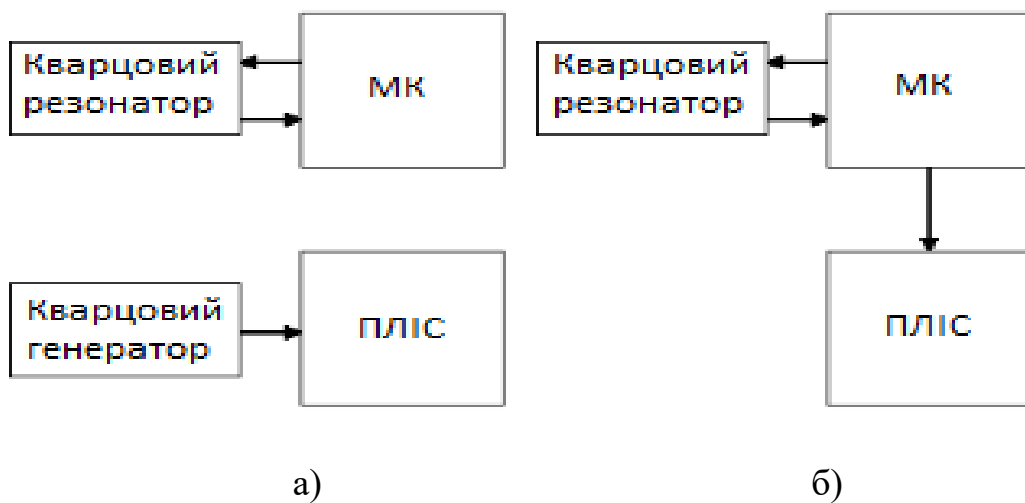 Кварцовий
резонатор
МК
Кварцовий
генератор
ПЛІС
а)
Кварцовий
резонатор
МК
ПЛІС
б)